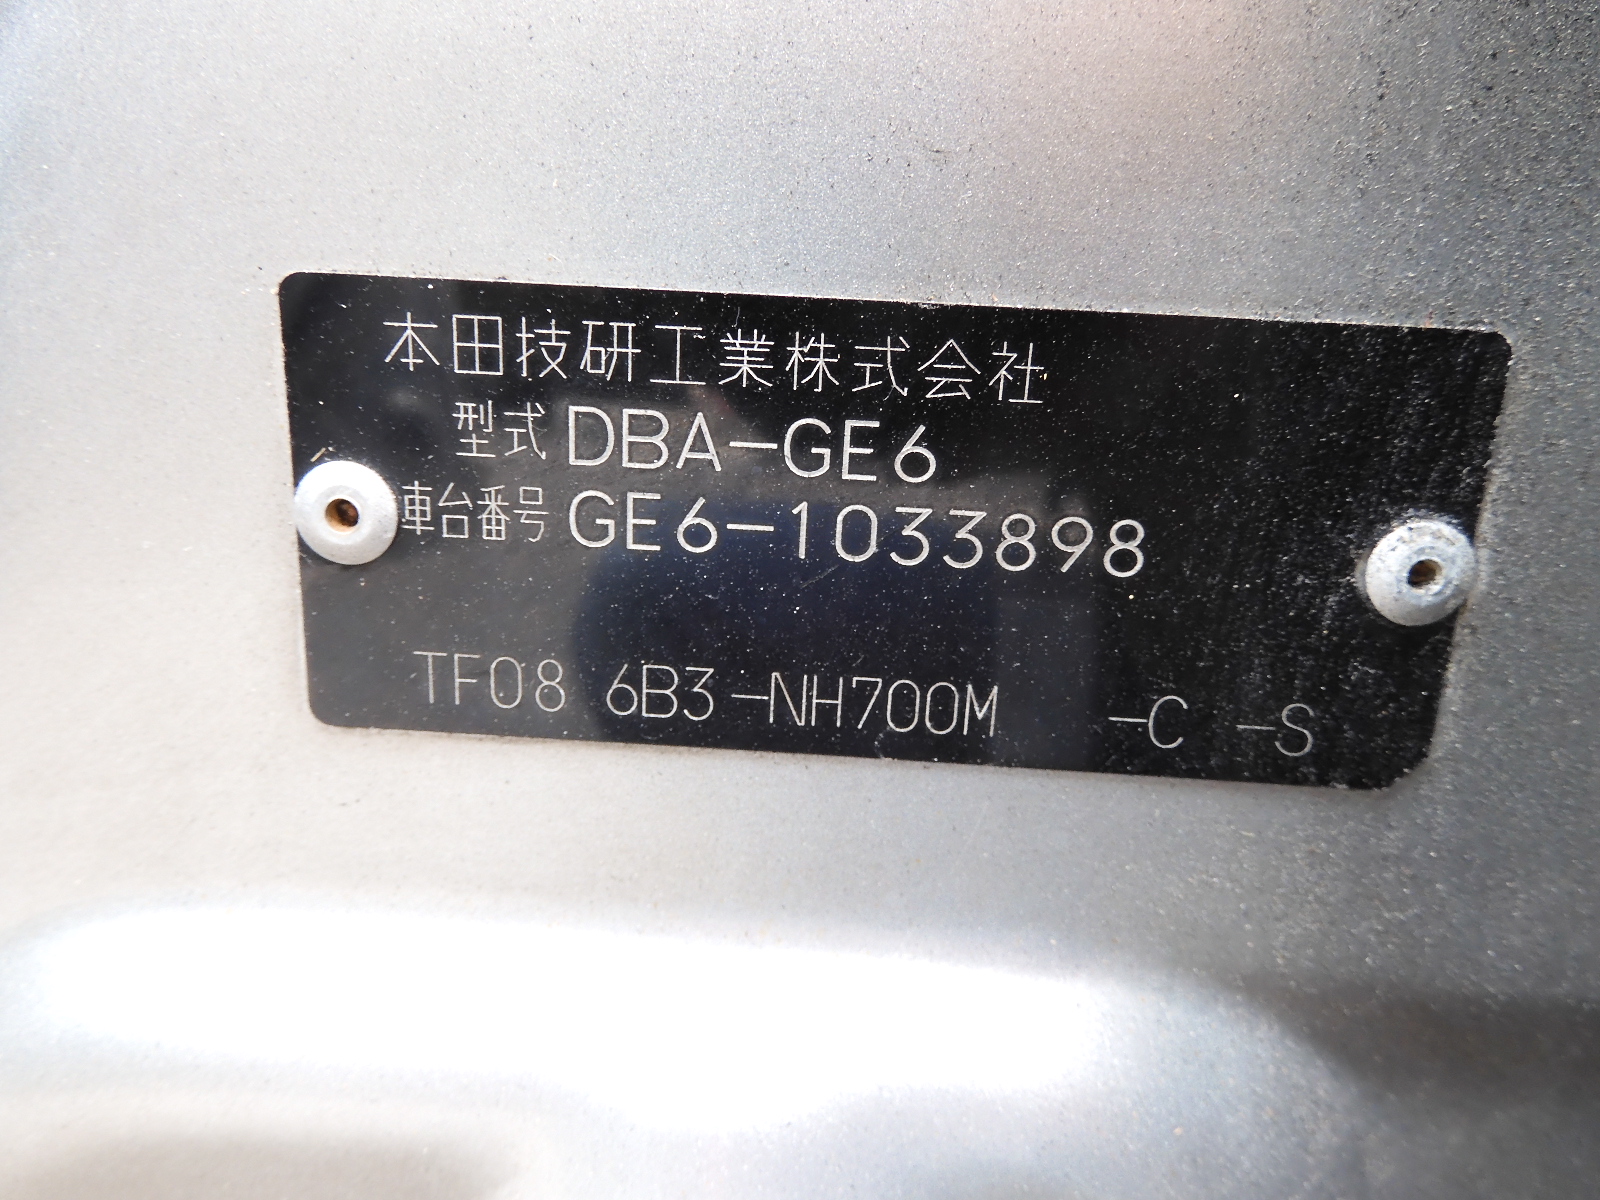 本田技研工業株式会社
型式 DBA-GE6
車台番号 GE6-1033898
TF08 6B3-NH700M -C -S